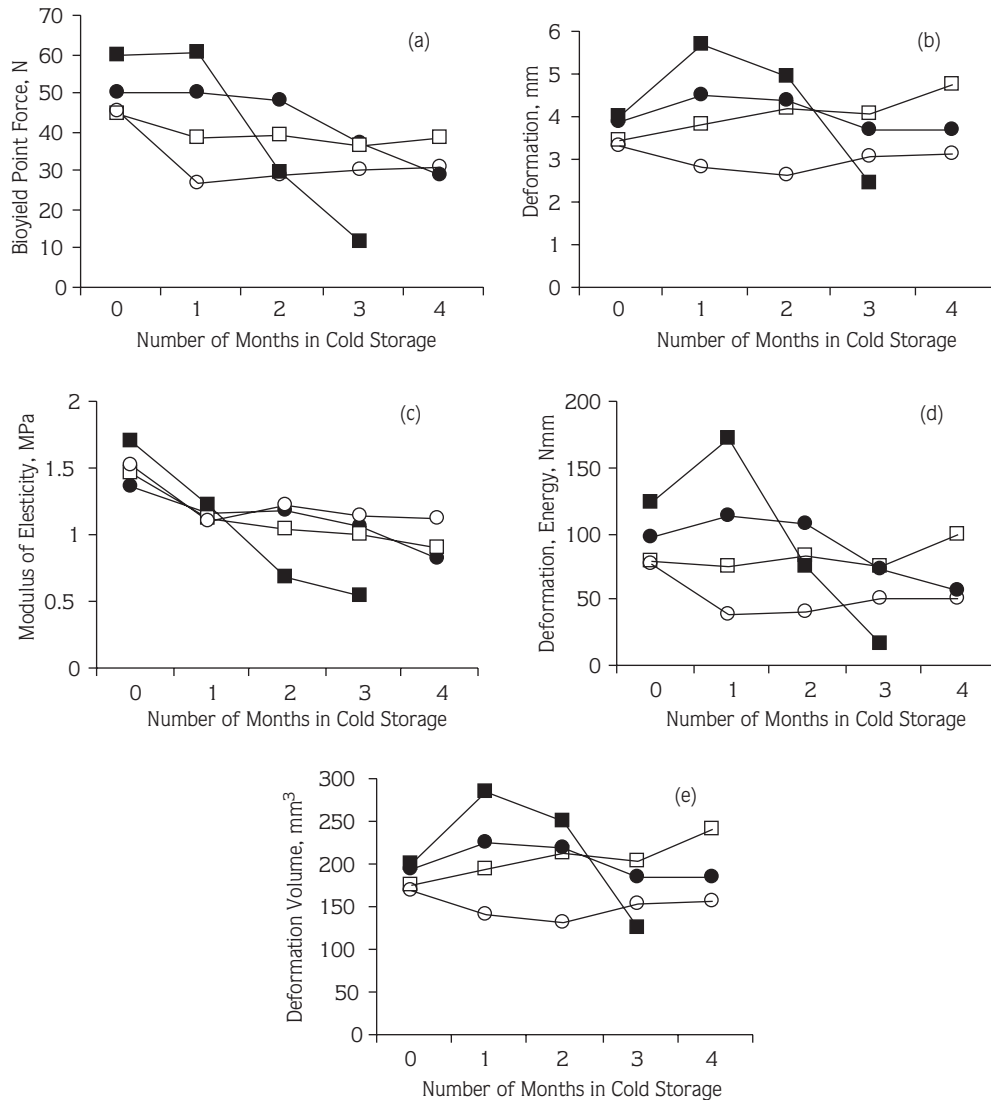 (a)
Bioyield Point Force, N
70
60
50
40
30
20
10
0
0 1 2 3 4
Number of Months in Cold Storage
(b)
Deformation, mm
6
5
4
3
2
1
0
0 1 2 3 4
Number of Months in Cold Storage
(c)
Modulus of Elesticity, MPa
2
1.5
1
0.5
0
0 1 2 3 4
Number of Months in Cold Storage
(d)
Deformation, Energy, Nmm
200
150
100
50
0
0 1 2 3 4
Number of Months in Cold Storage
(e)
Deformation Volume, mm³
300
250
200
150
100
50
0
0 1 2 3 4
Number of Months in Cold Storage